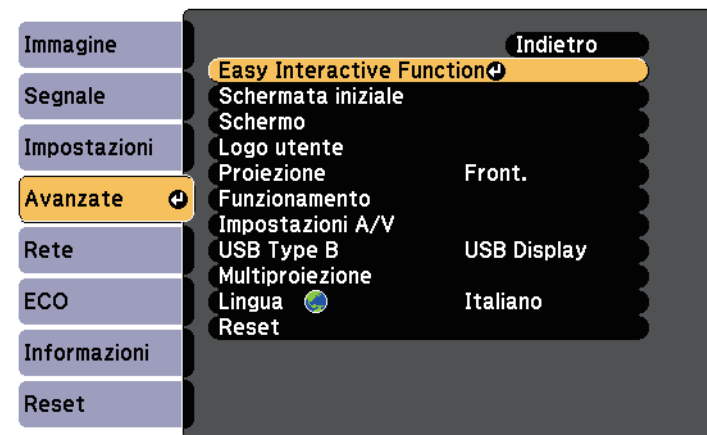 Immagine
Segnale
Impostazioni
Avanzate
Rete
ECO
Informazioni
Reset
Indietro
Easy Interactive Function
Schermata iniziale
Schermo
Logo utente
Proiezione Front.
Funzionamento
Impostazioni A/V
USB Type B USB Display
Multiproiezione
Lingua Italiano
Reset